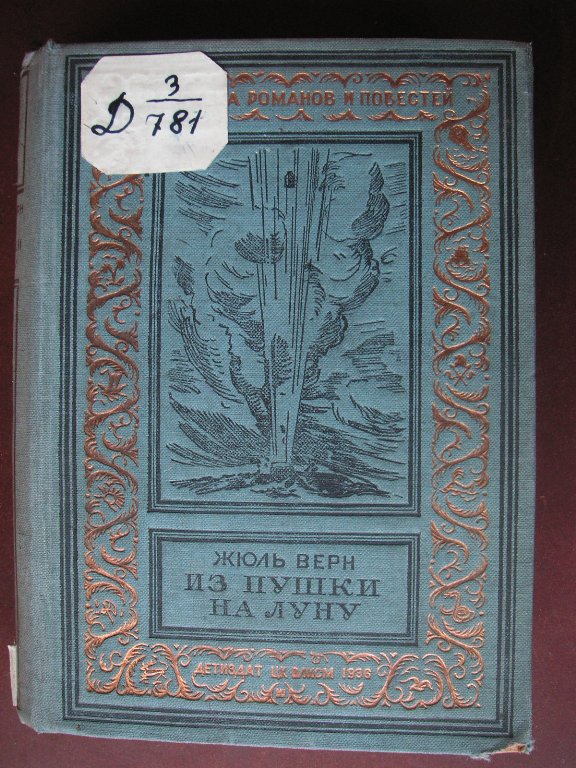 Д 3
781
А РОМАНОВ И ПОВЕСТЕЙ
ЖЮЛЬ ВЕРН
ИЗ ПУШКИ
НА ЛУНУ
ДЕТИЗДАТ ЦК ВЛКСМ 1936